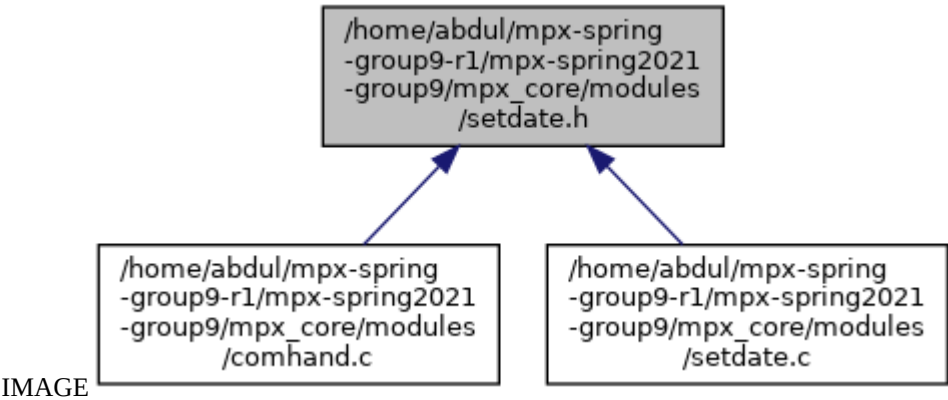 /home/abdul/mpx-spring
-group9-r1/mpx-spring2021
-group9/mpx_core/modules
/setdate.h
/home/abdul/mpx-spring
-group9-r1/mpx-spring2021
-group9/mpx_core/modules
/comhand.c
/home/abdul/mpx-spring
-group9-r1/mpx-spring2021
-group9/mpx_core/modules
/setdate.c
IMAGE